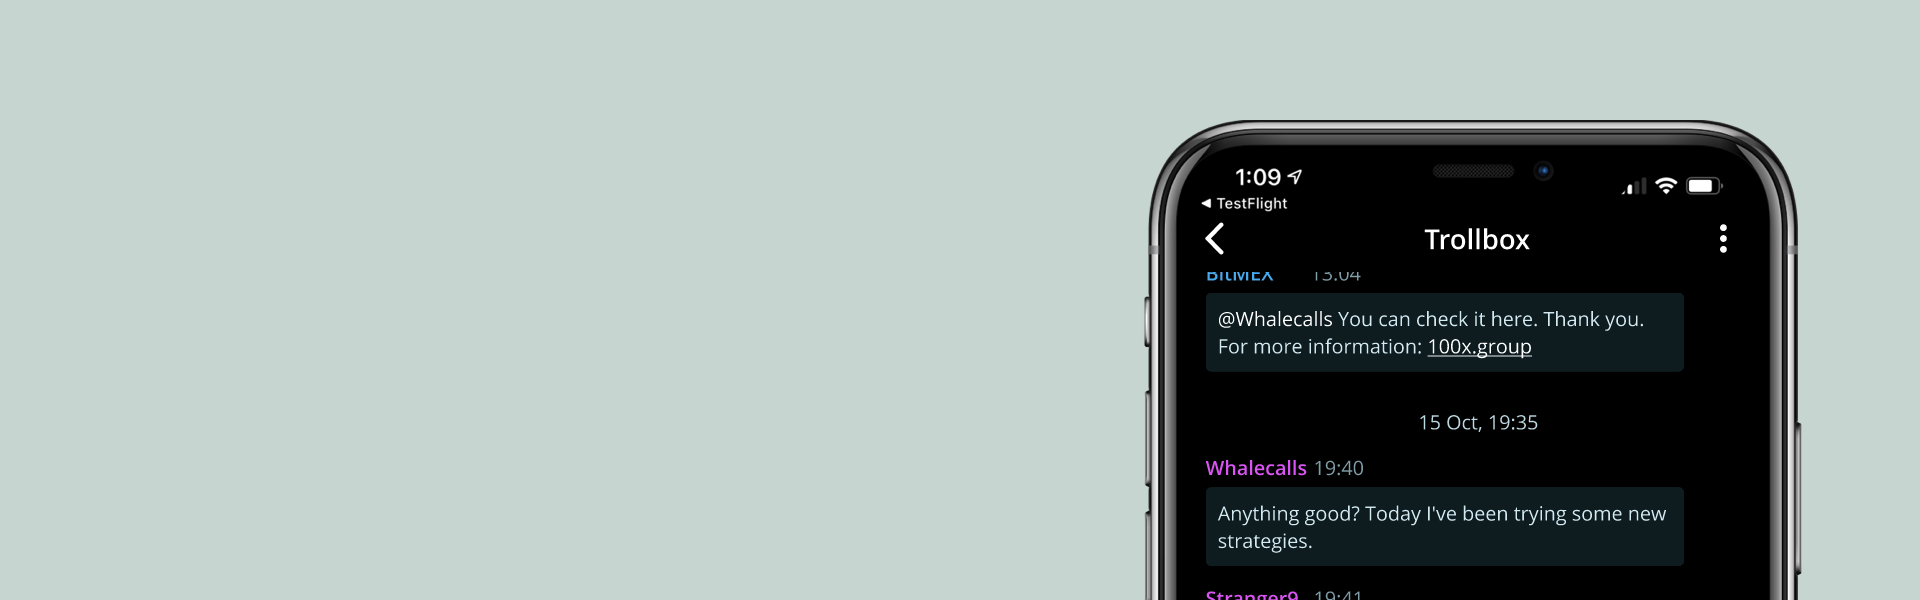 1:09
TestFlight
Trollbox
BitMEX 13:04
@Whalecalls You can check it here. Thank you.
For more information: 100x.group
15 Oct, 19:35
Whalecalls 19:40
Anything good? Today I've been trying some new
strategies.
Stranger9 19:41